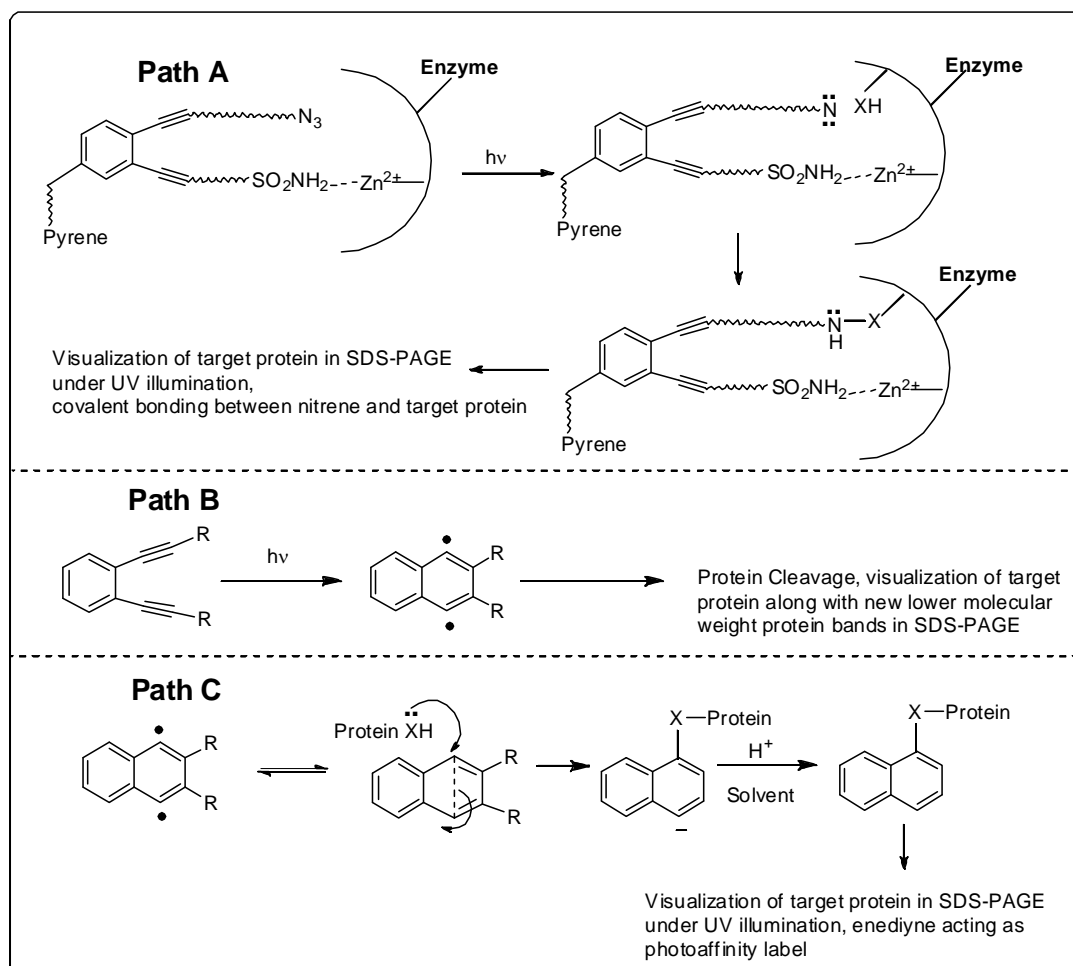 Path A
Enzyme
N3
SO2NH2---Zn2+
Pyrene
hν
Enzyme
N
XH
SO2NH2---Zn2+
Pyrene
Enzyme
N—X
H
SO2NH2---Zn2+
Pyrene
Visualization of target protein in SDS-PAGE
under UV illumination,
covalent bonding between nitrene and target protein
Path B
R
R
hν
R
R
Protein Cleavage, visualization of target
protein along with new lower molecular
weight protein bands in SDS-PAGE
Path C
R
R
Protein XH
R
R
X—Protein
–
H+
Solvent
X—Protein
Visualization of target protein in SDS-PAGE
under UV illumination, enediyne acting as
photoaffinity label